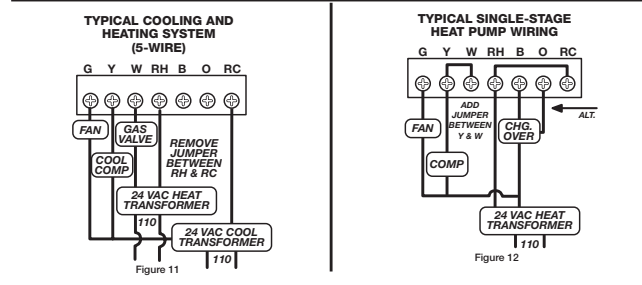 TYPICAL COOLING AND
HEATING SYSTEM
(5-WIRE)
G Y W RH B O RC
FAN
GAS
VALVE
COOL
COMP
REMOVE
JUMPER
BETWEEN
RH & RC
24 VAC HEAT
TRANSFORMER
110
24 VAC COOL
TRANSFORMER
110
Figure 11
TYPICAL SINGLE-STAGE
HEAT PUMP WIRING
G Y W RH B O RC
ALT.
FAN
ADD
JUMPER
BETWEEN
Y & W
CHG.
OVER
COMP
24 VAC HEAT
TRANSFORMER
110
Figure 12